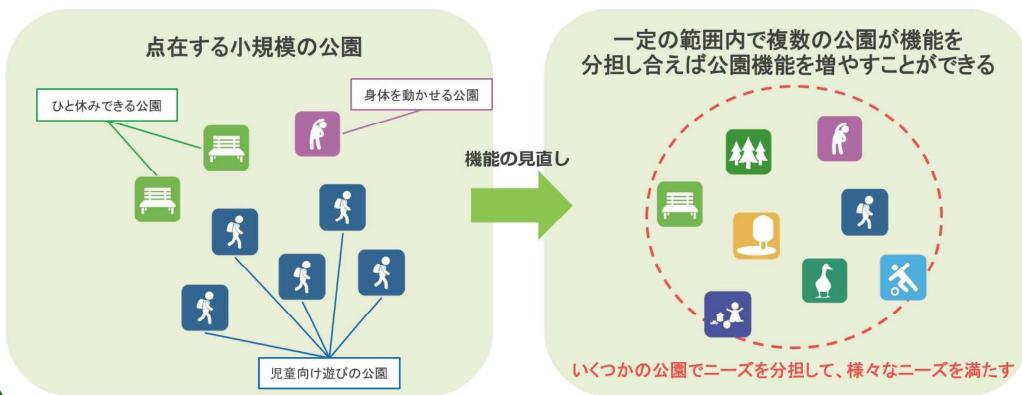 点在する小規模の公園
ひと休みできる公園
身体を動かせる公園
児童向け遊びの公園
機能の見直し
一定の範囲内で複数の公園が機能を
分担し合えば公園機能を増やすことができる
いくつかの公園でニーズを分担して、様々なニーズを満たす